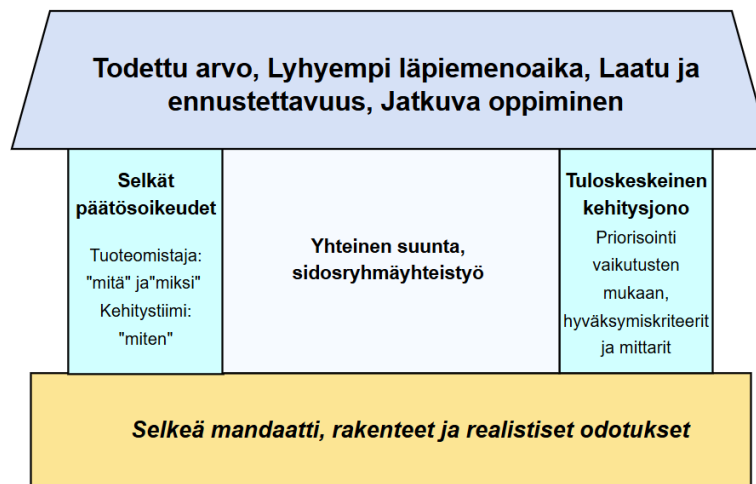 Todettu arvo, Lyhyempi läpiemenoaika, Laatu ja
ennustettavuus, Jatkuva oppiminen
Selkät
päätösoikeudet
Tuoteomistaja:
"mitä" ja"miksi"
Kehitystiimi:
"miten"
Yhteinen suunta,
sidosryhmäyhteistyö
Tuloskeskeinen
kehitysjono
Priorisointi
vaikutusten
mukaan,
hyväksymiskriteerit
ja mittarit
Selkeä mandaatti, rakenteet ja realistiset odotukset